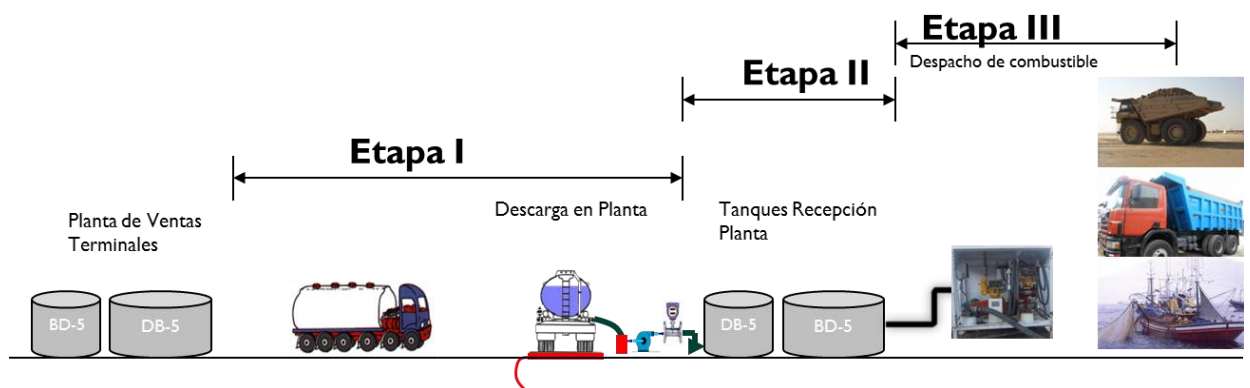 Etapa III
Despacho de combustible
Etapa II
Etapa I
Descarga en Planta
Tanques Recepción
Planta
Planta de Ventas
Terminales
BD-5
DB-5
DB-5
BD-5